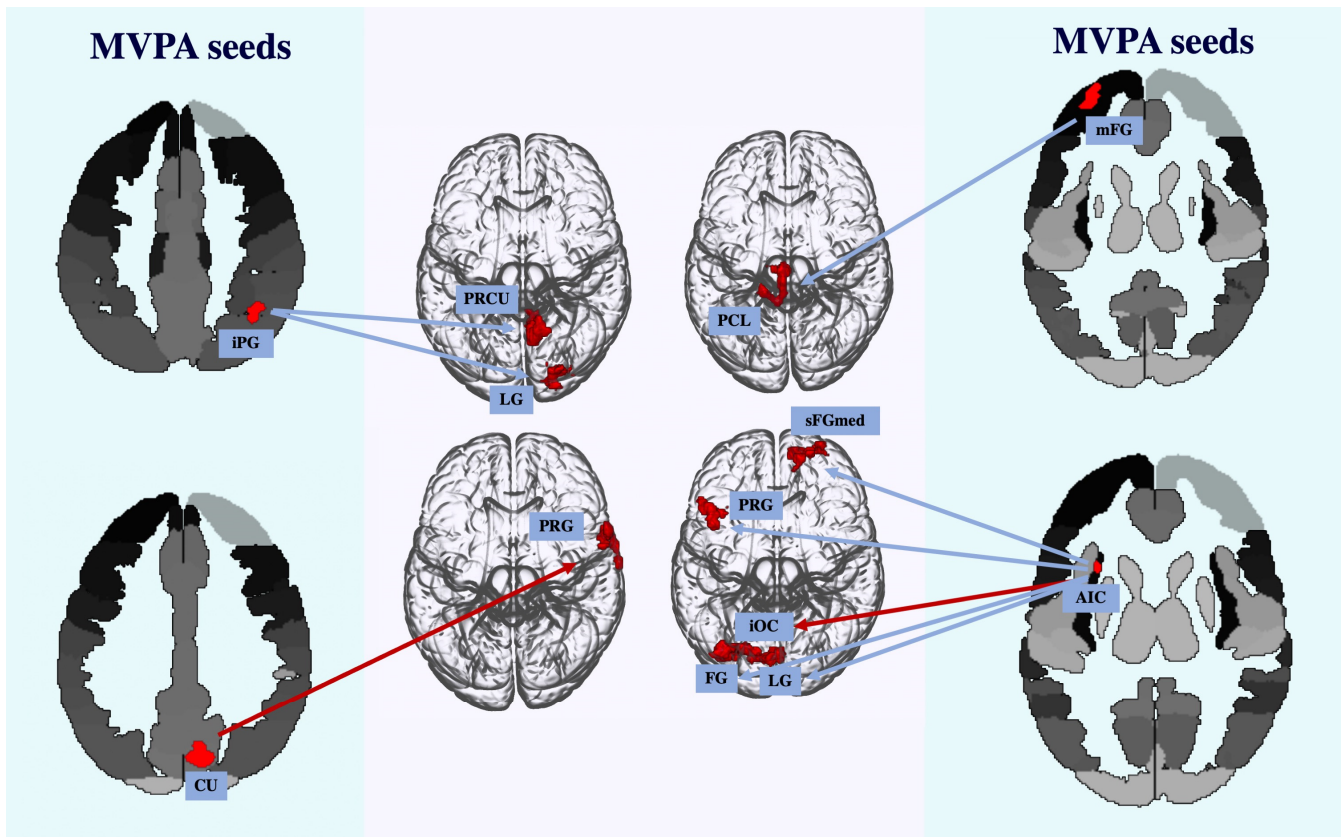 MVPA seeds
MVPA seeds
mFG
PRCU
PCL
iPG
LG
sFGmed
PRG
PRG
AIC
iOC
FG
LG
CU